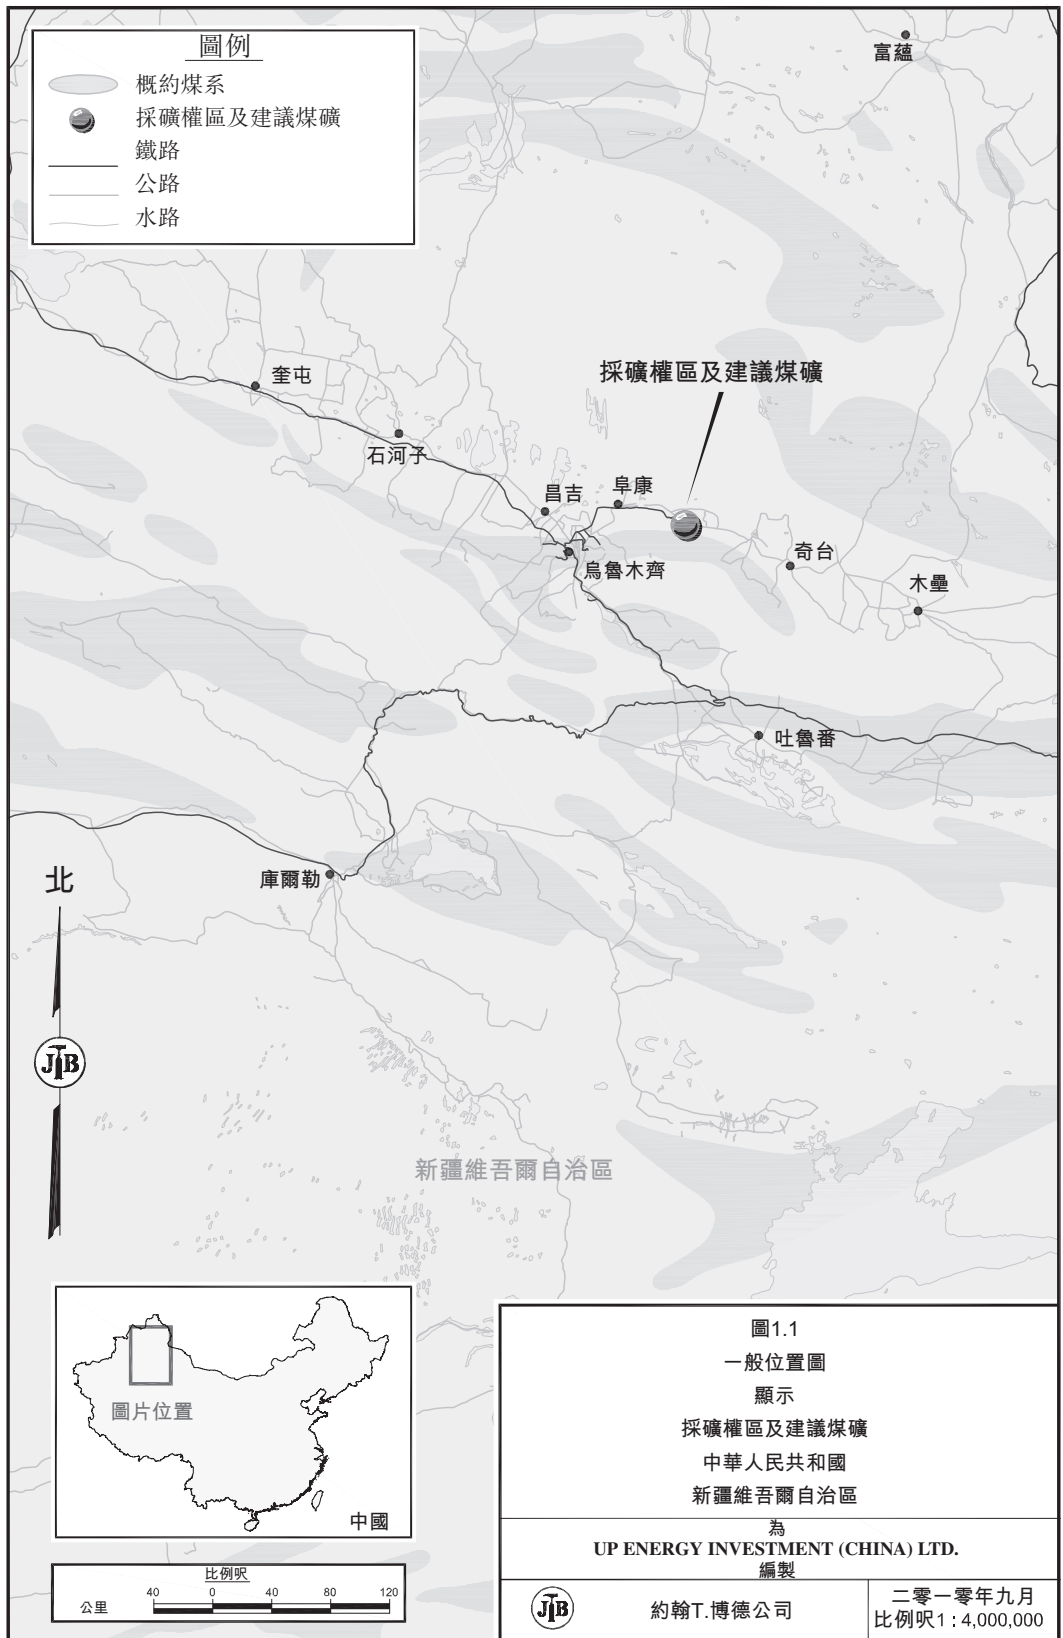 圖例
概約煤系
採礦權區及建議煤礦
鐵路
公路
水路
富蘊
採礦權區及建議煤礦
奎屯
石河子
昌吉
阜康
烏魯木齊
奇台
木壘
吐魯番
庫爾勒
北
JTB
新疆維吾爾自治區
圖片位置
中國
比例呎
40 0 40 80 120
公里
圖1.1
一般位置圖
顯示
採礦權區及建議煤礦
中華人民共和國
新疆維吾爾自治區
為
UP ENERGY INVESTMENT (CHINA) LTD.
編製
JTB
約翰T.博德公司
二零一零年九月
比例呎1 : 4,000,000